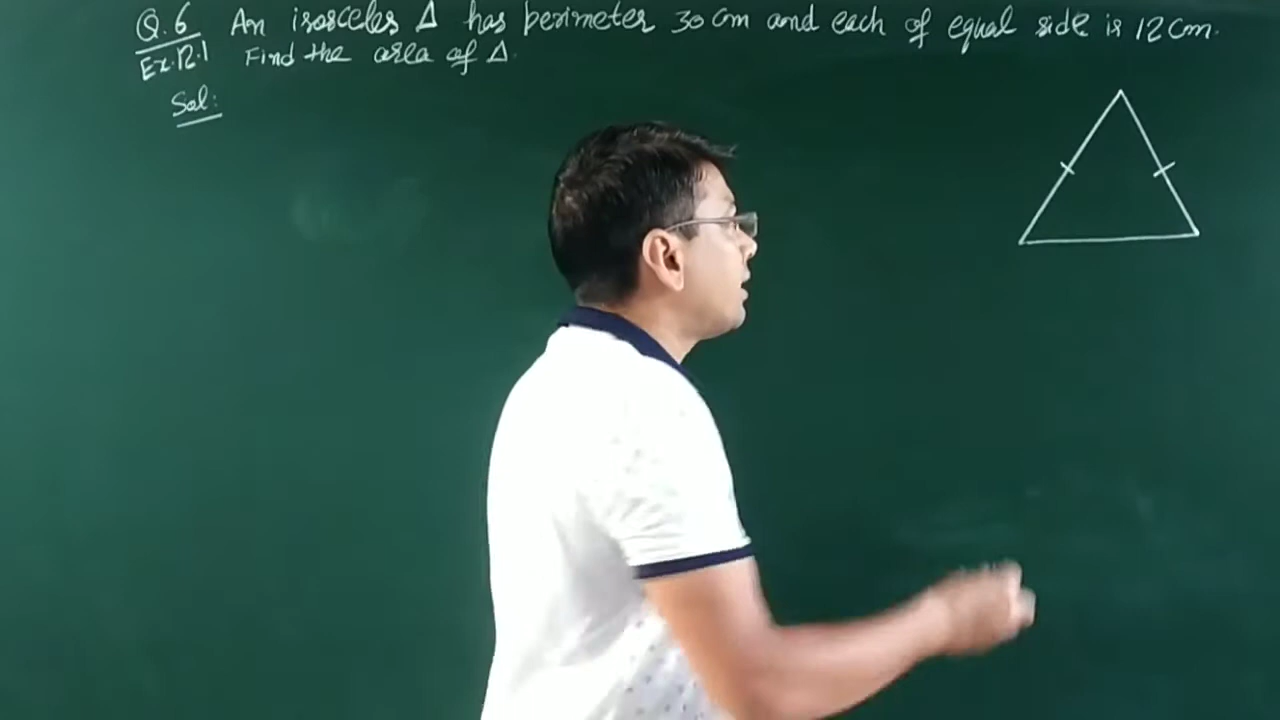 Q.6 An isosceles Δ has perimeter 30 cm and each of equal side is 12 cm.
Ex.12.1 Find the area of Δ.
Sol: